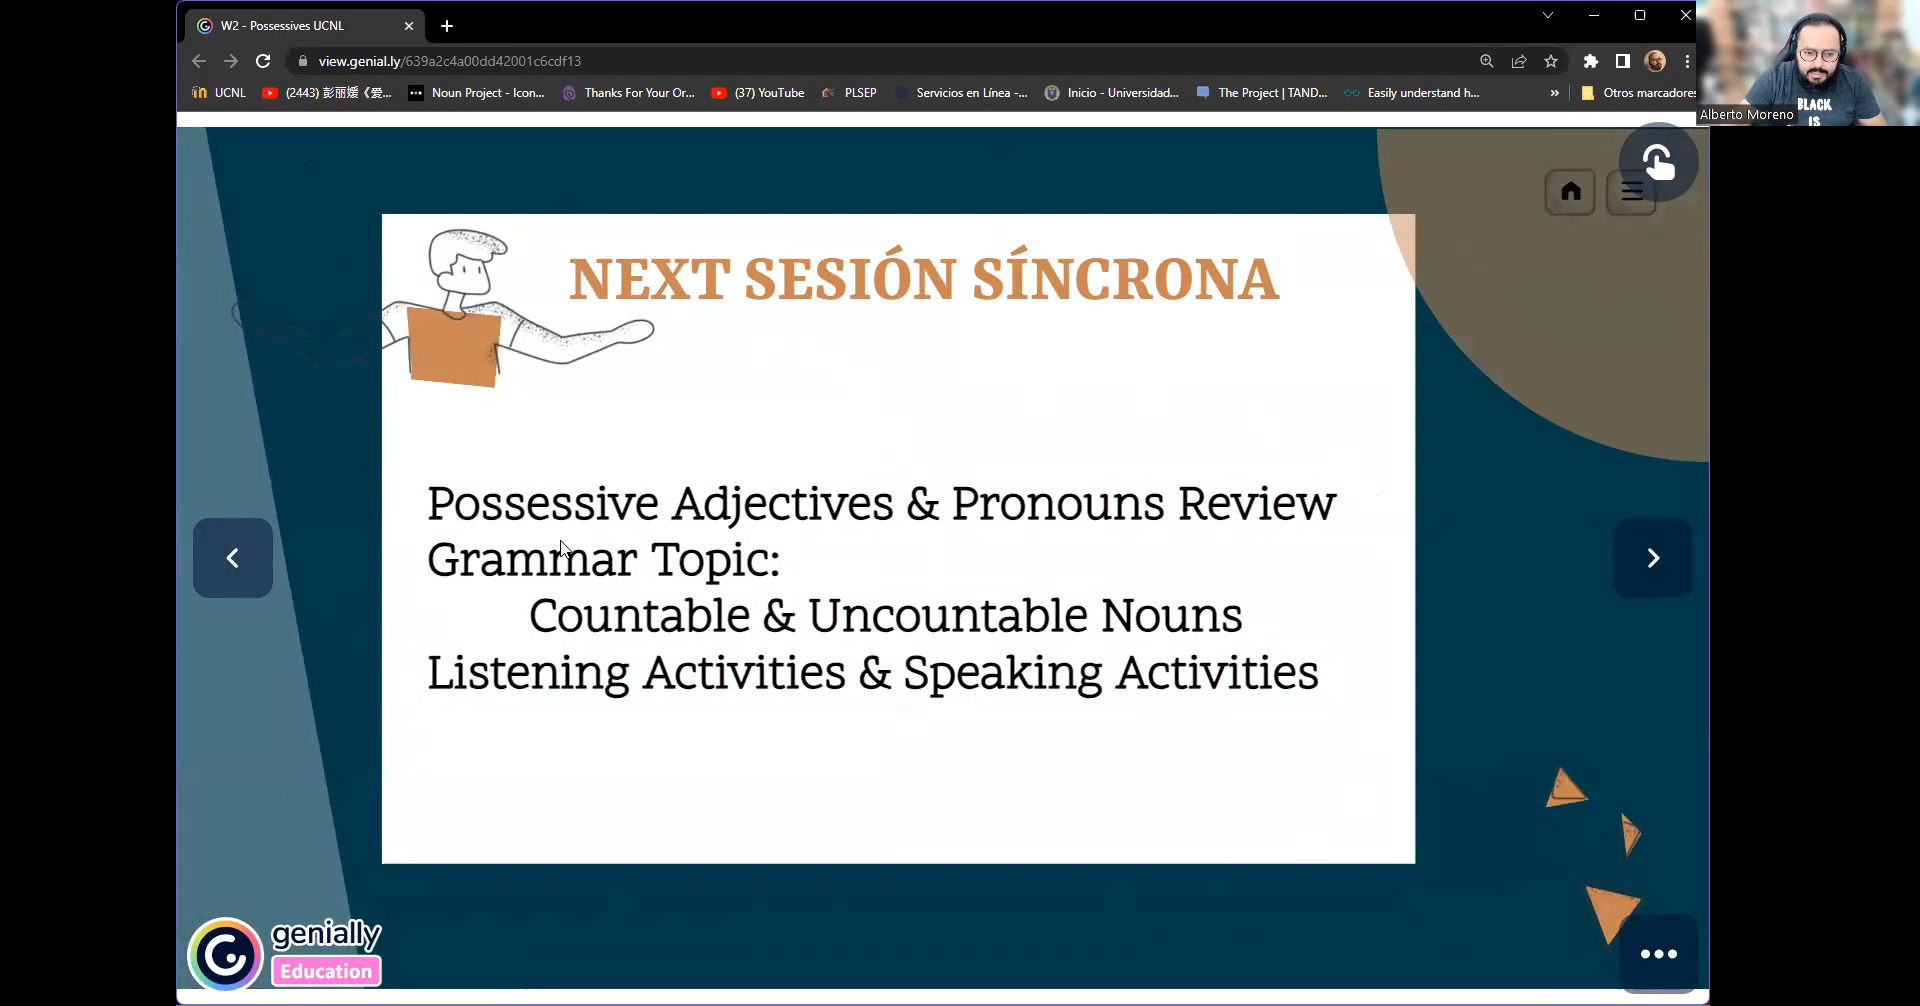 W2 - Possessives UCNL
view.genial.ly/639a2c4a00dd42001c6cdf13
UCNL
(2443) 彭丽媛《爱...
Noun Project - Icon...
Thanks For Your Or...
(37) YouTube
PLSEP
Servicios en Línea -...
Inicio - Universidad...
The Project | TAND...
Easily understand h...
»
Otros marcadores
BLACK
IS
Alberto Moreno
NEXT SESIÓN SÍNCRONA
Possessive Adjectives & Pronouns Review
Grammar Topic:
Countable & Uncountable Nouns
Listening Activities & Speaking Activities
genially
Education